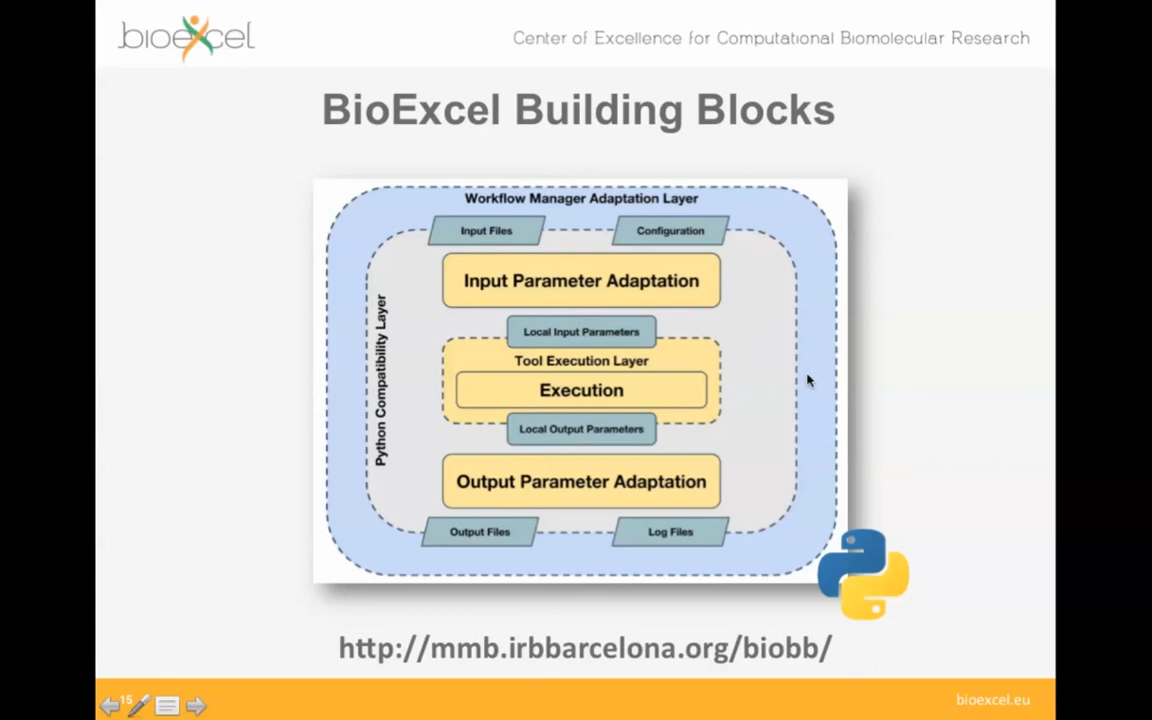 bioexcel
Center of Excellence for Computational Biomolecular Research
BioExcel Building Blocks
Workflow Manager Adaptation Layer
Input Files
Configuration
Input Parameter Adaptation
Python Compatibility Layer
Local Input Parameters
Tool Execution Layer
Execution
Local Output Parameters
Output Parameter Adaptation
Output Files
Log Files
http://mmb.irbbarcelona.org/biobb/
15
bioexcel.eu